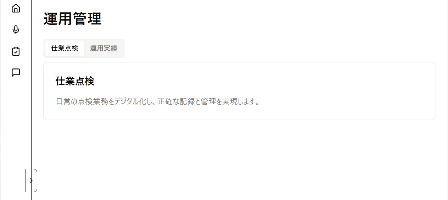 運用管理
仕業点検 運用実績
仕業点検
日常の点検業務をデジタル化し、正確な記録と管理を実現します。